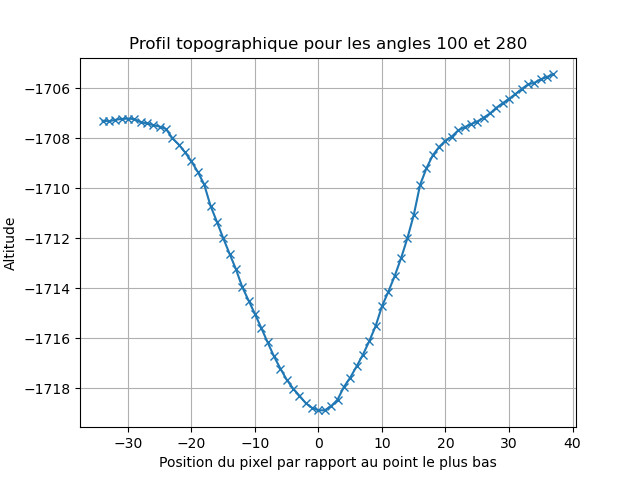 Profil topographique pour les angles 100 et 280
−1706
−1708
−1710
−1712
−1714
−1716
−1718
Altitude
−30 −20 −10 0 10 20 30 40
Position du pixel par rapport au point le plus bas